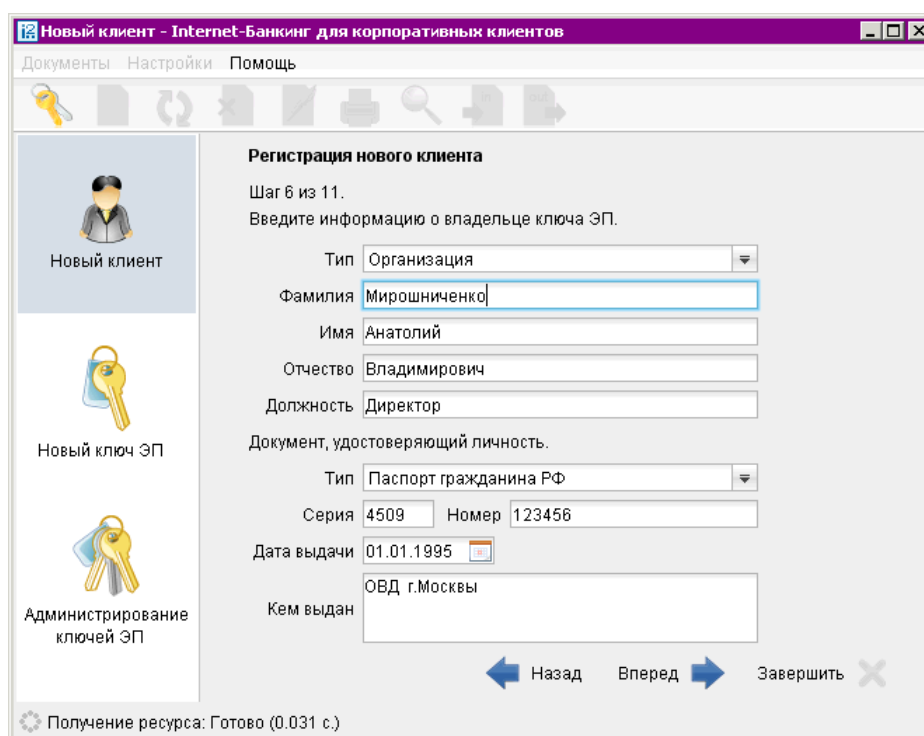 Новый клиент - Internet-Банкинг для корпоративных клиентов
Документы Настройки Помощь
Регистрация нового клиента
Шаг 6 из 11.
Введите информацию о владельце ключа ЭП.
Тип Организация
Фамилия Мирошниченко
Имя Анатолий
Отчество Владимирович
Должность Директор
Документ, удостоверяющий личность.
Тип Паспорт гражданина РФ
Серия 4509 Номер 123456
Дата выдачи 01.01.1995
Кем выдан ОВД г.Москвы
Назад Вперед Завершить
Новый клиент
Новый ключ ЭП
Администрирование
ключей ЭП
Получение ресурса: Готово (0.031 с.)